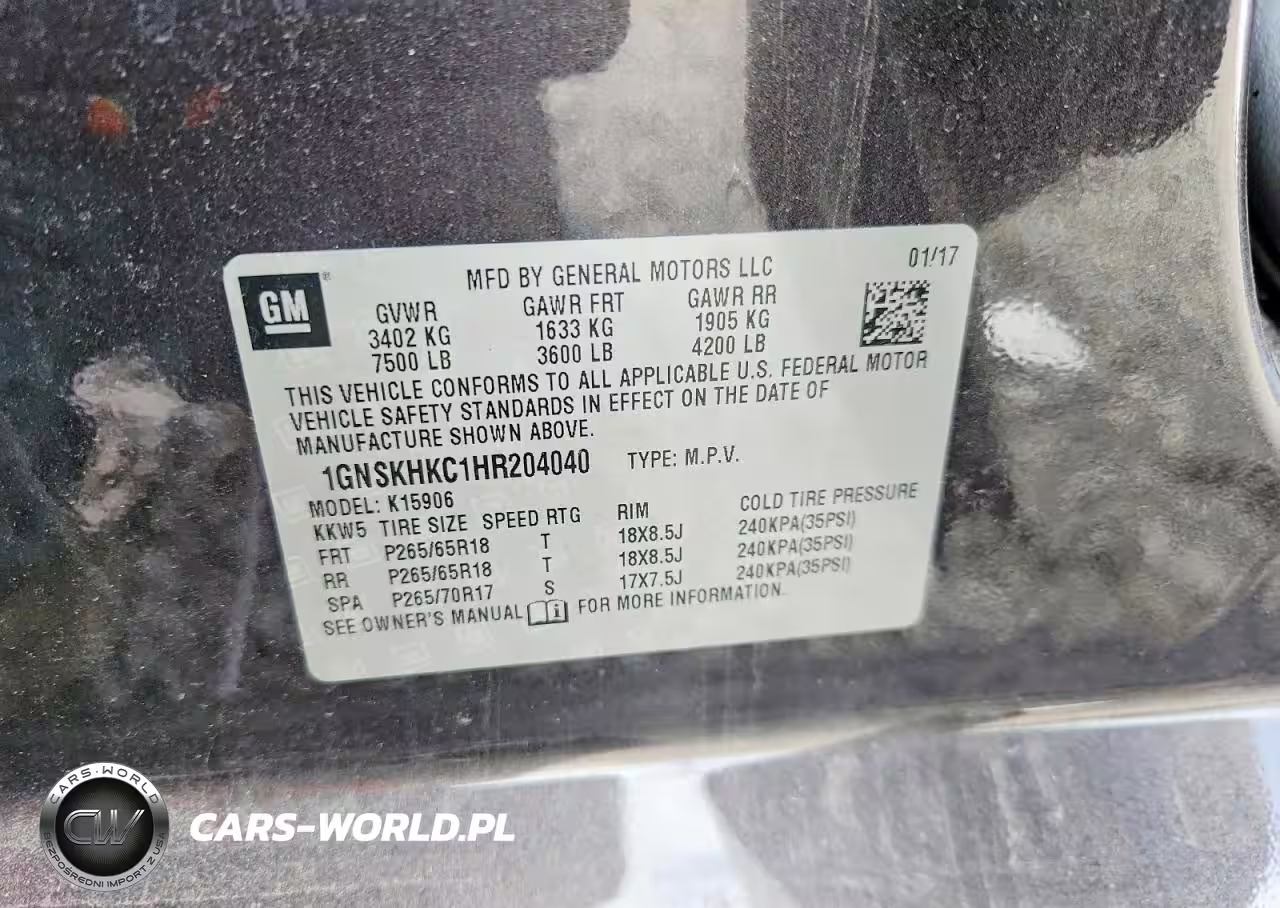 GM ®
MFD BY GENERAL MOTORS LLC 01/17
GVWR GAWR FRT GAWR RR
3402 KG 1633 KG 1905 KG
7500 LB 3600 LB 4200 LB
THIS VEHICLE CONFORMS TO ALL APPLICABLE U.S. FEDERAL MOTOR
VEHICLE SAFETY STANDARDS IN EFFECT ON THE DATE OF
MANUFACTURE SHOWN ABOVE.
1GNSKHKC1HR204040 TYPE: M.P.V.
MODEL: K15906
KKW5 TIRE SIZE SPEED RTG RIM COLD TIRE PRESSURE
FRT P265/65R18 T 18X8.5J 240KPA(35PSI)
RR P265/65R18 T 18X8.5J 240KPA(35PSI)
SPA P265/70R17 S 17X7.5J 240KPA(35PSI)
SEE OWNER'S MANUAL i FOR MORE INFORMATION.
CARS-WORLD
CW
BEZPOŚREDNI IMPORT Z USA
CARS-WORLD.PL